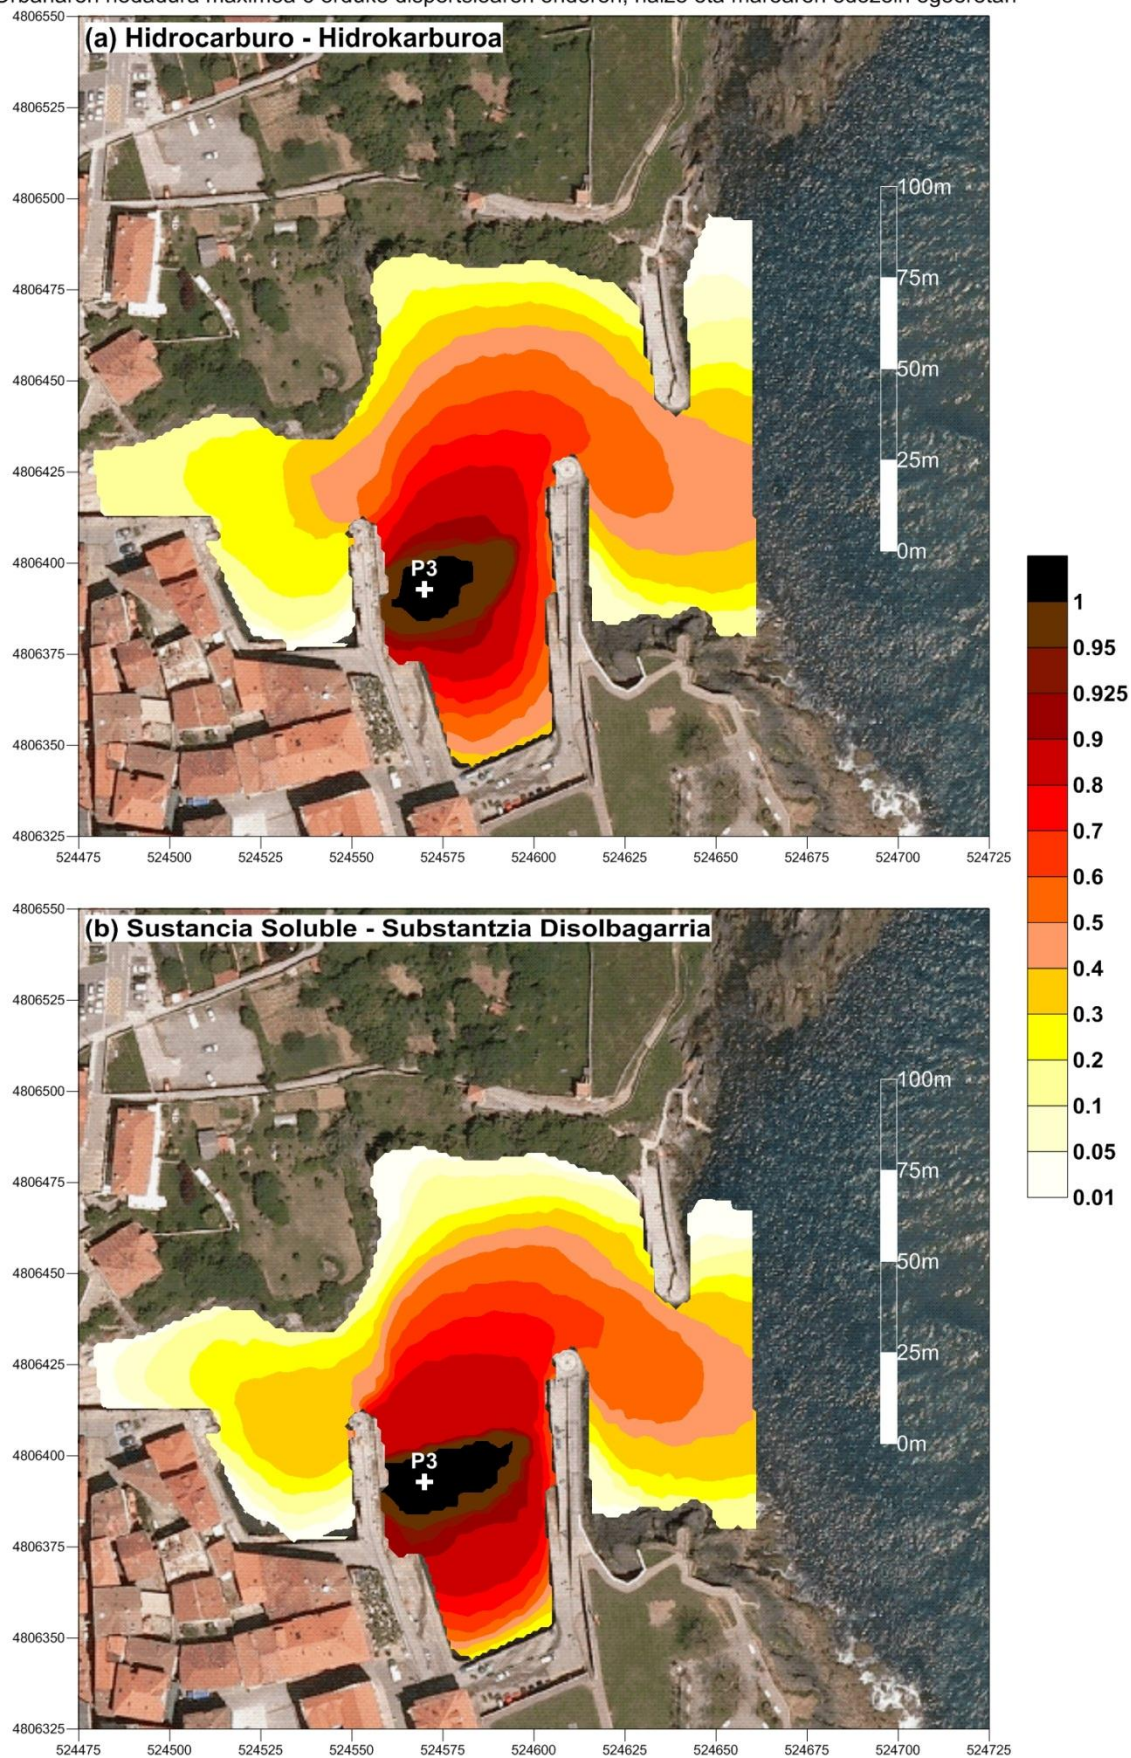 (a) Hidrocarburo - Hidrokarburoa
4806550
4806525
4806500
4806475
4806450
4806425
4806400
4806375
4806350
4806325
100m
75m
50m
25m
0m
P3
524475 524500 524525 524550 524575 524600 524625 524650 524675 524700 524725
1
0.95
0.925
0.9
0.8
0.7
0.6
0.5
0.4
0.3
0.2
0.1
0.05
0.01
(b) Sustancia Soluble - Substantzia Disolbagarria
4806550
4806525
4806500
4806475
4806450
4806425
4806400
4806375
4806350
4806325
100m
75m
50m
25m
0m
P3
524475 524500 524525 524550 524575 524600 524625 524650 524675 524700 524725